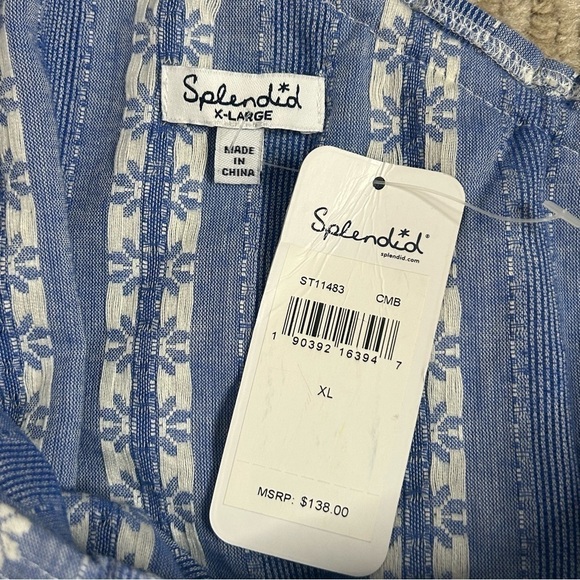 Splendid
X-LARGE
MADE
IN
CHINA
Splendid®
splendid.com
ST11483 CMB
1 90392 16394 7
XL
MSRP: $138.00